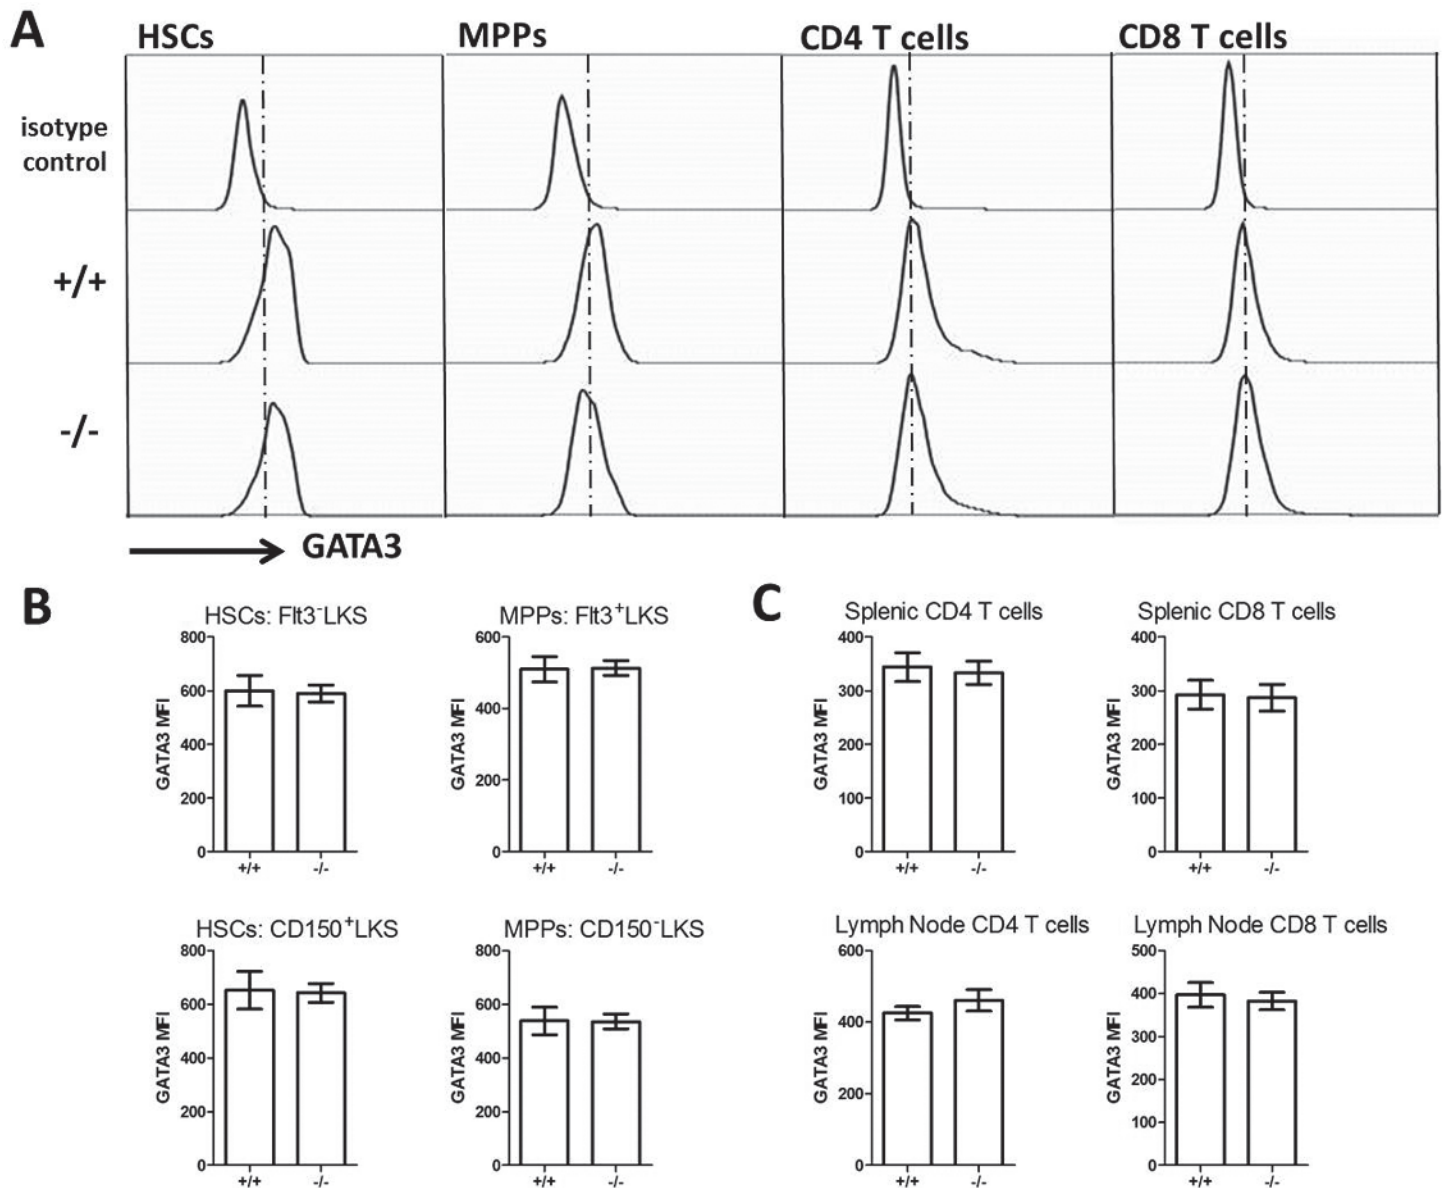 A
HSCs
MPPs
CD4 T cells
CD8 T cells
isotype
control
+/+
-/-
GATA3
B
HSCs: Flt3⁻LKS
GATA3 MFI
800
600
400
200
0
+/+
-/-
MPPs: Flt3⁺LKS
GATA3 MFI
600
400
200
0
+/+
-/-
C
Splenic CD4 T cells
GATA3 MFI
400
300
200
100
0
+/+
-/-
Splenic CD8 T cells
GATA3 MFI
400
300
200
100
0
+/+
-/-
HSCs: CD150⁺LKS
GATA3 MFI
800
600
400
200
0
+/+
-/-
MPPs: CD150⁻LKS
GATA3 MFI
800
600
400
200
0
+/+
-/-
Lymph Node CD4 T cells
GATA3 MFI
600
400
200
0
+/+
-/-
Lymph Node CD8 T cells
GATA3 MFI
500
400
300
200
100
0
+/+
-/-